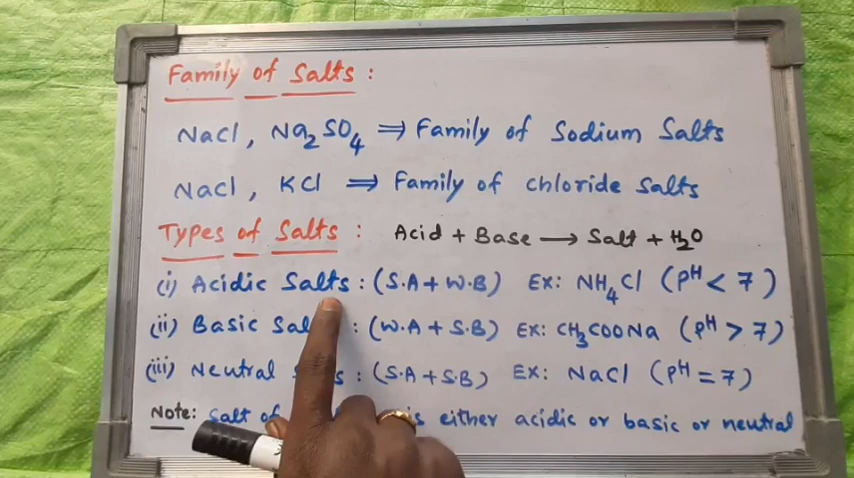 Family of Salts :
NaCl, Na2SO4 ⇒ Family of Sodium Salts
NaCl, KCl ⇒ Family of chloride Salts
Types of Salts : Acid + Base → Salt + H2O
(i) Acidic Salts : (S.A + W.B) EX: NH4Cl (pH < 7)
(ii) Basic : (W.A + S.B) EX: CH3COONa (pH > 7)
(iii) Neutral : (S.A + S.B) EX: NaCl (pH = 7)
Note: Salt of is either acidic or basic or neutral